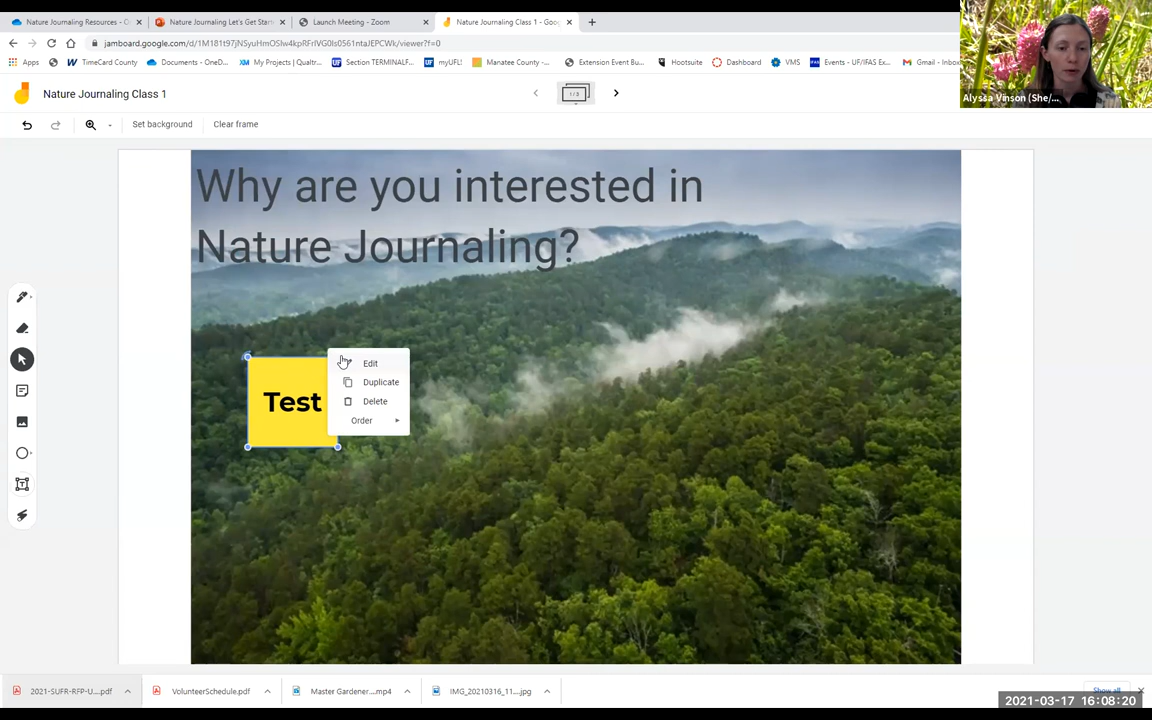 Nature Journaling Resources - O
Nature Journaling Let's Get Star
Launch Meeting - Zoom
Nature Journaling Class 1 - Goo
jamboard.google.com/d/
/viewer?f=0
Apps
TimeCard County
Documents - OneD...
My Projects | Qualtr...
Section TERMINALF...
myUFL!
Manatee County -...
Extension Event Bu...
Hootsuite
Dashboard
VMS
Events - UF/IFAS Ex...
Gmail - Inbox
Alyssa Vinson (She/...
Nature Journaling Class 1
1 / 3
Set background
Clear frame
Why are you interested in
Nature Journaling?
Test
Edit
Duplicate
Delete
Order
2021-SUFR-RFP-U....pdf
VolunteerSchedule.pdf
Master Gardener....mp4
IMG_20210316_11....jpg
Show all
2021-03-17 16:08:20